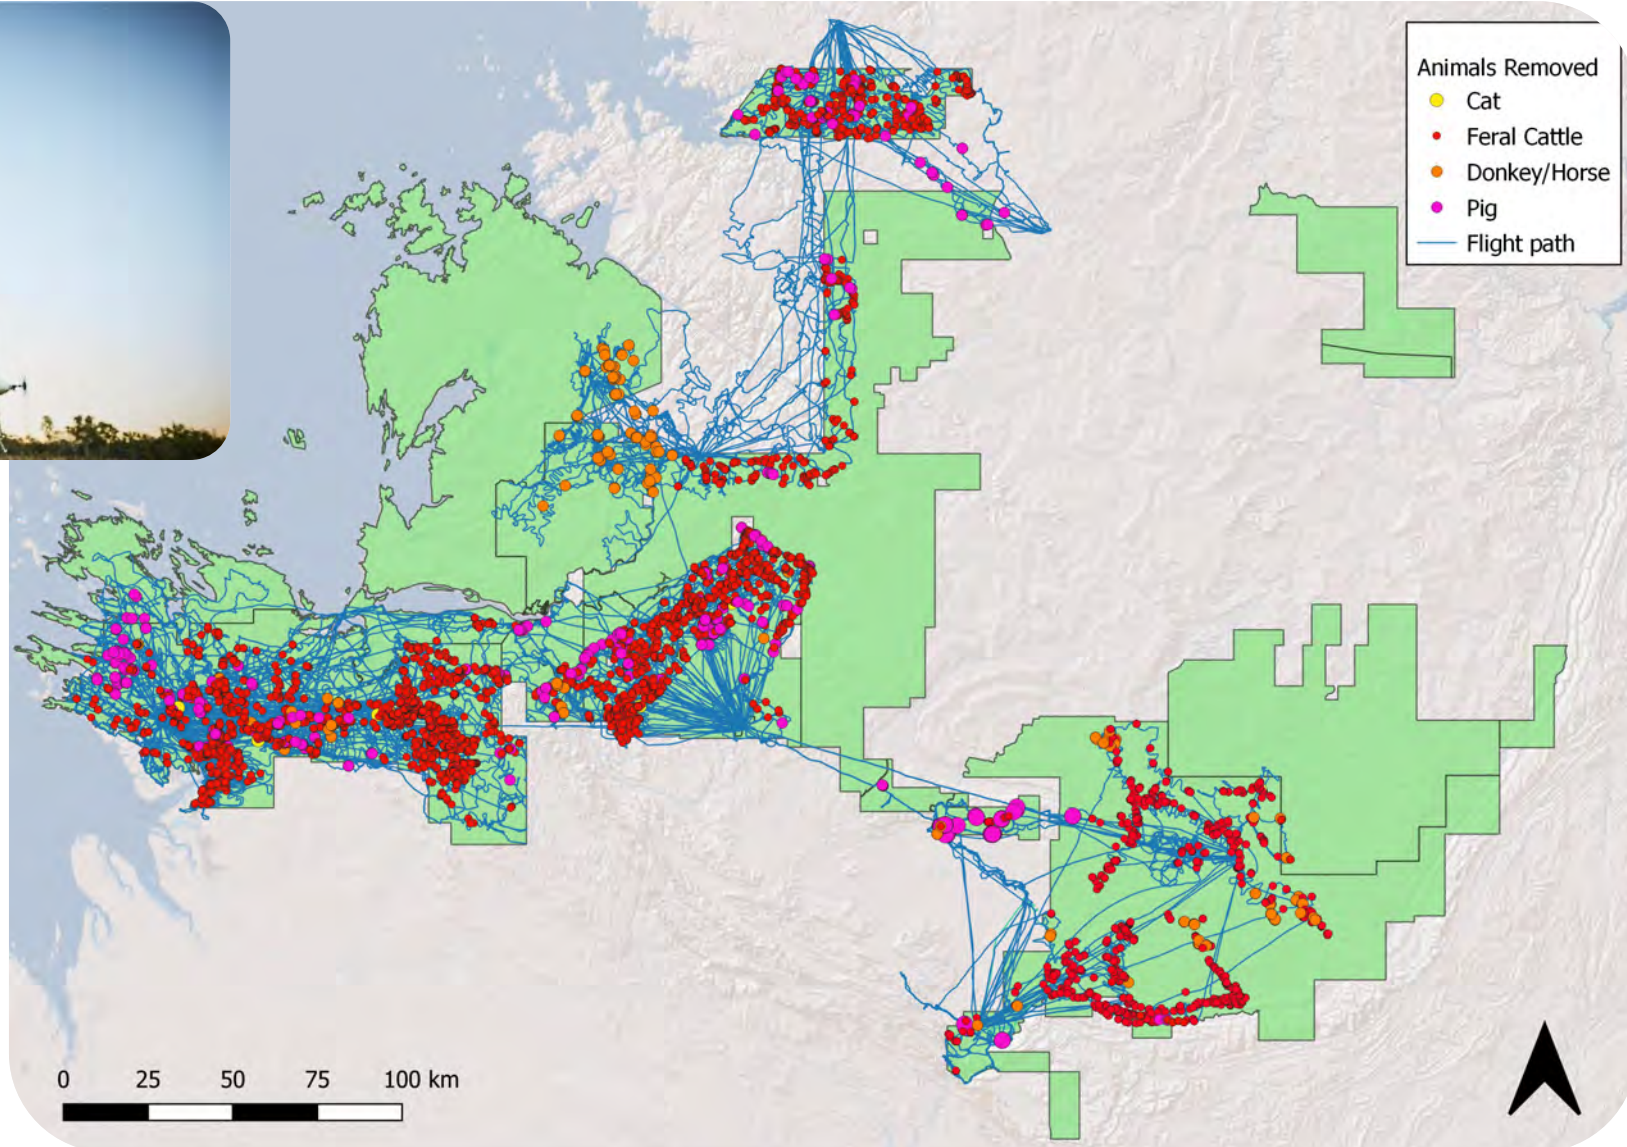 Animals Removed
Cat
Feral Cattle
Donkey/Horse
Pig
Flight path
0 25 50 75 100 km